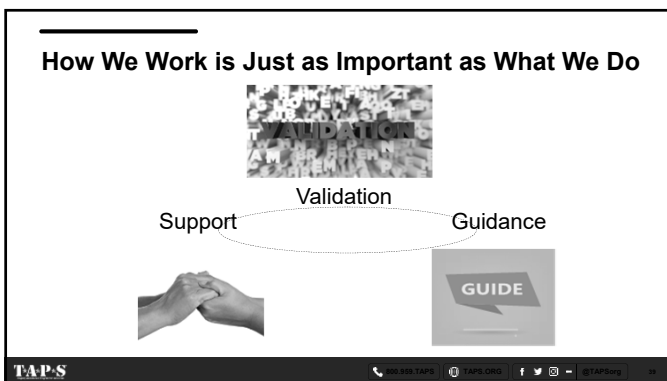 How We Work is Just as Important as What We Do
VALIDATION
Validation
Support
Guidance
GUIDE
T·A·P·S
800.959.TAPS
TAPS.ORG
@TAPSorg